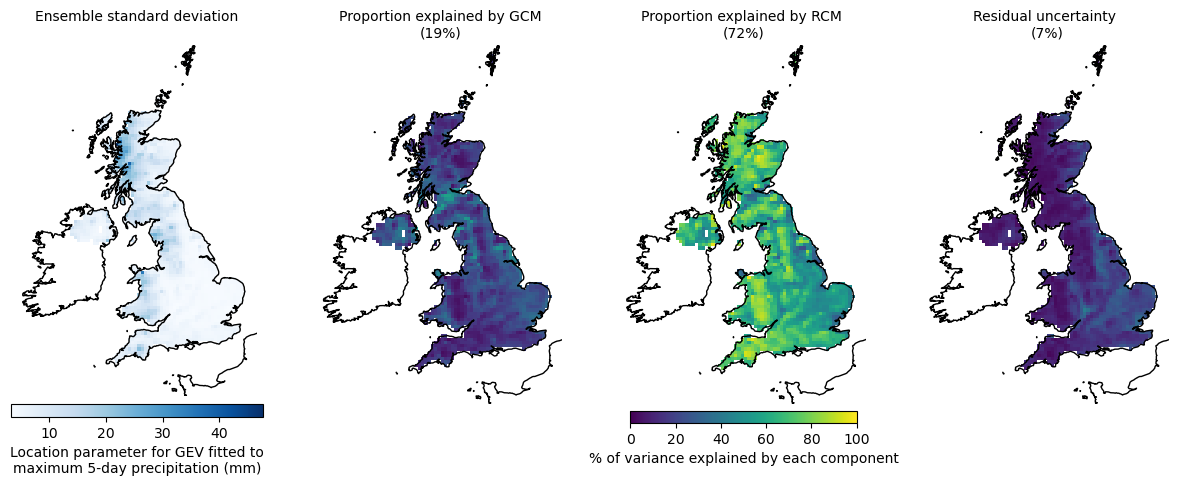 Ensemble standard deviation
Proportion explained by GCM
(19%)
Proportion explained by RCM
(72%)
Residual uncertainty
(7%)
10 20 30 40
Location parameter for GEV fitted to
maximum 5-day precipitation (mm)
0 20 40 60 80 100
% of variance explained by each component